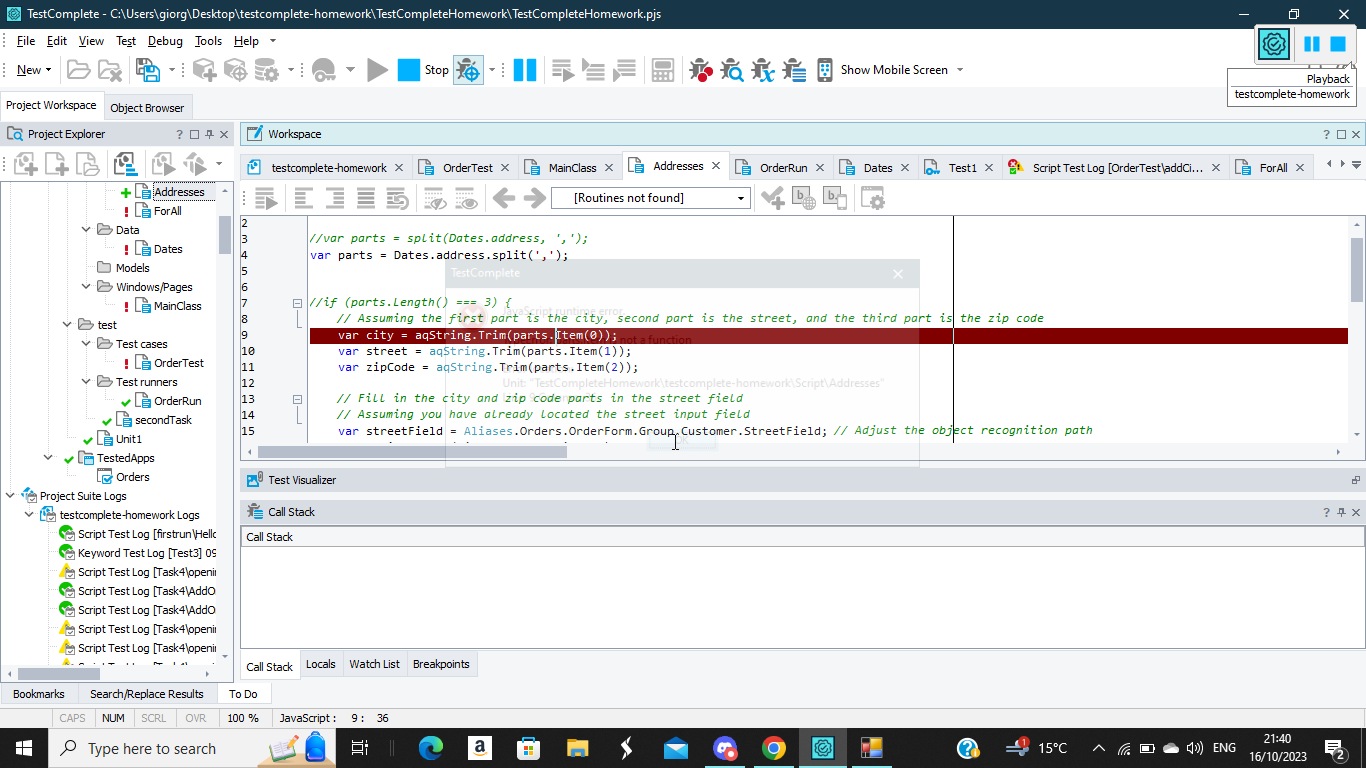 TestComplete - C:\Users\giorg\Desktop\testcomplete-homework\TestCompleteHomework\TestCompleteHomework.pjs
File Edit View Test Debug Tools Help
New Stop Show Mobile Screen
Playback
testcomplete-homework
Project Workspace Object Browser
Project Explorer
Workspace
testcomplete-homework OrderTest MainClass Addresses OrderRun Dates Test1 Script Test Log [OrderTest\addCi... ForAll
[Routines not found]
Addresses
ForAll
Data
Dates
Models
Windows/Pages
MainClass
test
Test cases
OrderTest
Test runners
OrderRun
secondTask
Unit1
TestedApps
Orders
Project Suite Logs
testcomplete-homework Logs
Script Test Log [firstrun\Hello
Keyword Test Log [Test3] 09
Script Test Log [Task4\openin
Script Test Log [Task4\AddO
Script Test Log [Task4\AddO
Script Test Log [Task4\openin
Script Test Log [Task4\openin
2
3 //var parts = split(Dates.address, ',');
4 var parts = Dates.address.split(',');
5
6
7 //if (parts.Length() === 3) {
8 // Assuming the first part is the city, second part is the street, and the third part is the zip code
9 var city = aqString.Trim(parts.Item(0));
10 var street = aqString.Trim(parts.Item(1));
11 var zipCode = aqString.Trim(parts.Item(2));
12
13 // Fill in the city and zip code parts in the street field
14 // Assuming you have already located the street input field
15 var streetField = Aliases.Orders.OrderForm.Group.Customer.StreetField; // Adjust the object recognition path
TestComplete
JavaScript runtime error.
not a function
Unit: "TestCompleteHomework\testcomplete-homework\Script\Addresses"
Test Visualizer
Call Stack
Call Stack
Call Stack Locals Watch List Breakpoints
Bookmarks Search/Replace Results To Do
CAPS NUM SCRL OVR 100 % JavaScript : 9 : 36
Type here to search
15°C
ENG
21:40
16/10/2023
2